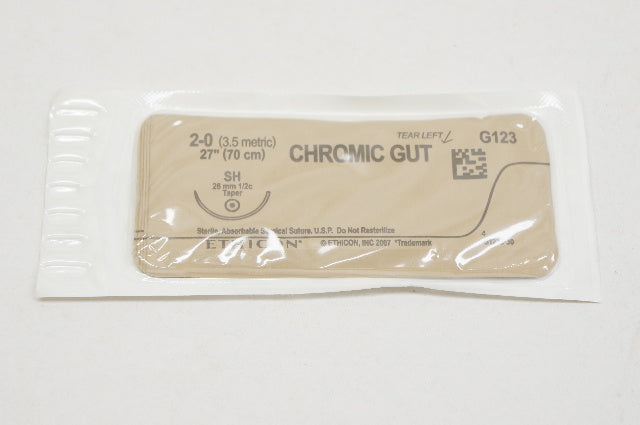 2-0 (3.5 metric)
27" (70 cm)
TEAR LEFT
G123
CHROMIC GUT
SH
26 mm 1/2c
Taper
Sterile, Absorbable Surgical Suture, U.S.P. Do Not Resterilize
ETHICON*
© ETHICON, INC 2007 *Trademark
4